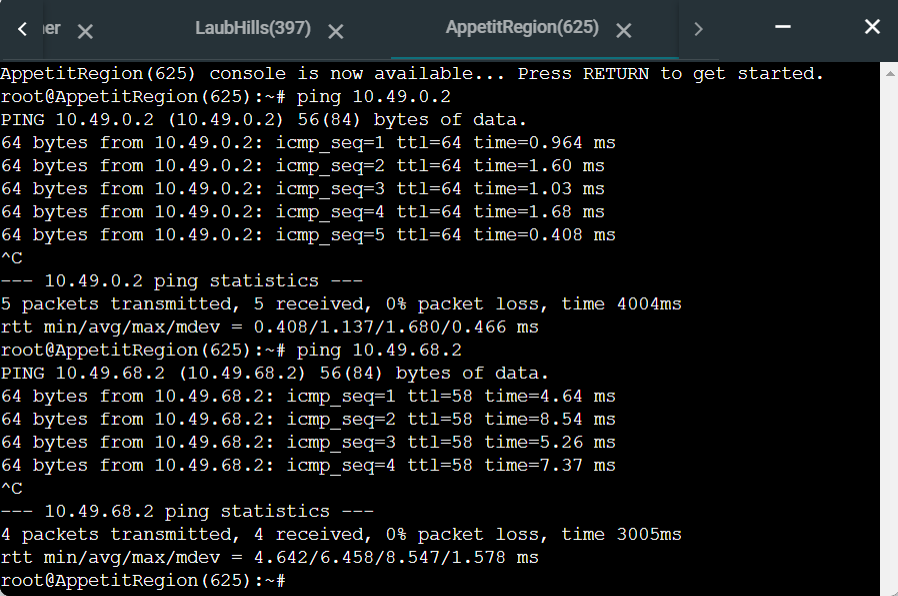 er
LaubHills(397)
AppetitRegion(625)
AppetitRegion(625) console is now available... Press RETURN to get started.
root@AppetitRegion(625):~# ping 10.49.0.2
PING 10.49.0.2 (10.49.0.2) 56(84) bytes of data.
64 bytes from 10.49.0.2: icmp_seq=1 ttl=64 time=0.964 ms
64 bytes from 10.49.0.2: icmp_seq=2 ttl=64 time=1.60 ms
64 bytes from 10.49.0.2: icmp_seq=3 ttl=64 time=1.03 ms
64 bytes from 10.49.0.2: icmp_seq=4 ttl=64 time=1.68 ms
64 bytes from 10.49.0.2: icmp_seq=5 ttl=64 time=0.408 ms
^C
--- 10.49.0.2 ping statistics ---
5 packets transmitted, 5 received, 0% packet loss, time 4004ms
rtt min/avg/max/mdev = 0.408/1.137/1.680/0.466 ms
root@AppetitRegion(625):~# ping 10.49.68.2
PING 10.49.68.2 (10.49.68.2) 56(84) bytes of data.
64 bytes from 10.49.68.2: icmp_seq=1 ttl=58 time=4.64 ms
64 bytes from 10.49.68.2: icmp_seq=2 ttl=58 time=8.54 ms
64 bytes from 10.49.68.2: icmp_seq=3 ttl=58 time=5.26 ms
64 bytes from 10.49.68.2: icmp_seq=4 ttl=58 time=7.37 ms
^C
--- 10.49.68.2 ping statistics ---
4 packets transmitted, 4 received, 0% packet loss, time 3005ms
rtt min/avg/max/mdev = 4.642/6.458/8.547/1.578 ms
root@AppetitRegion(625):~#